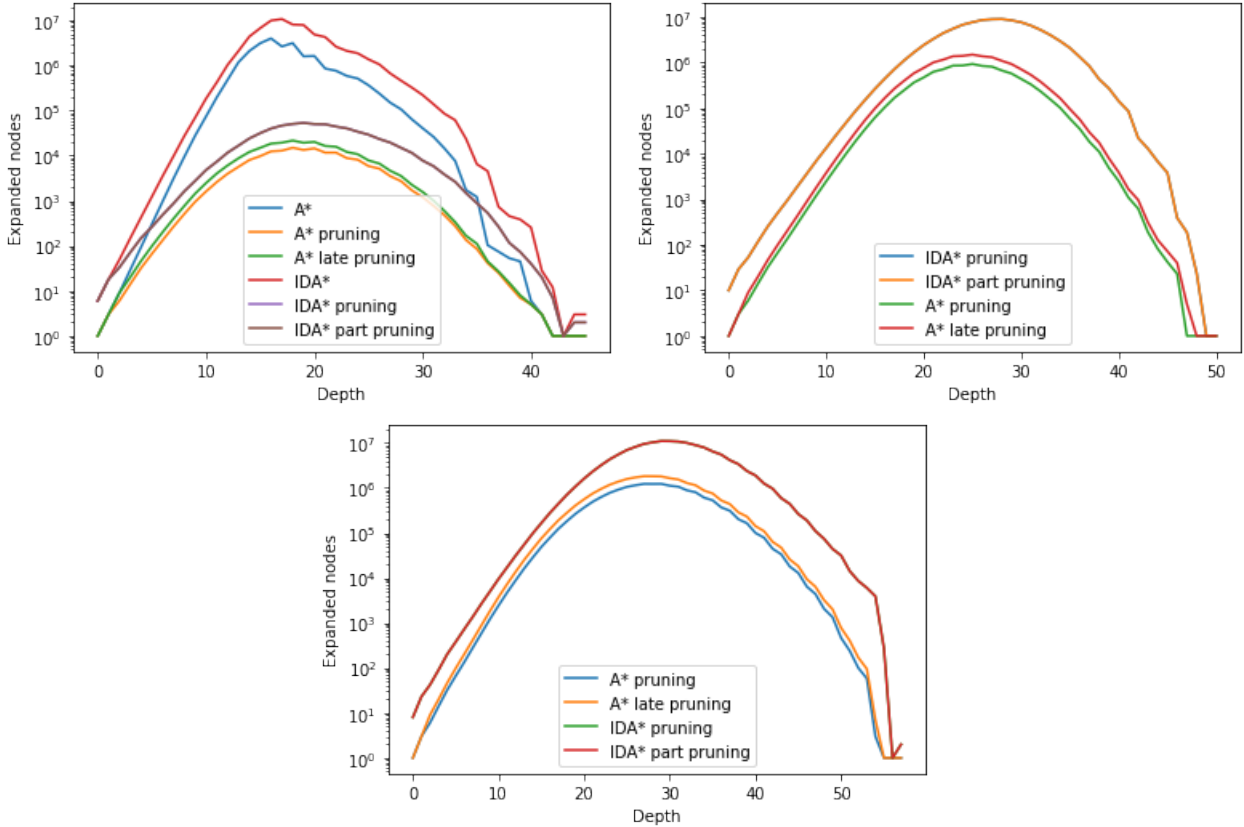 10⁷
10⁶
10⁵
10⁴
10³
10²
10¹
10⁰
Expanded nodes
A*
A* pruning
A* late pruning
IDA*
IDA* pruning
IDA* part pruning
0 10 20 30 40
Depth
10⁷
10⁶
10⁵
10⁴
10³
10²
10¹
10⁰
Expanded nodes
IDA* pruning
IDA* part pruning
A* pruning
A* late pruning
0 10 20 30 40 50
Depth
10⁷
10⁶
10⁵
10⁴
10³
10²
10¹
10⁰
Expanded nodes
A* pruning
A* late pruning
IDA* pruning
IDA* part pruning
0 10 20 30 40 50
Depth